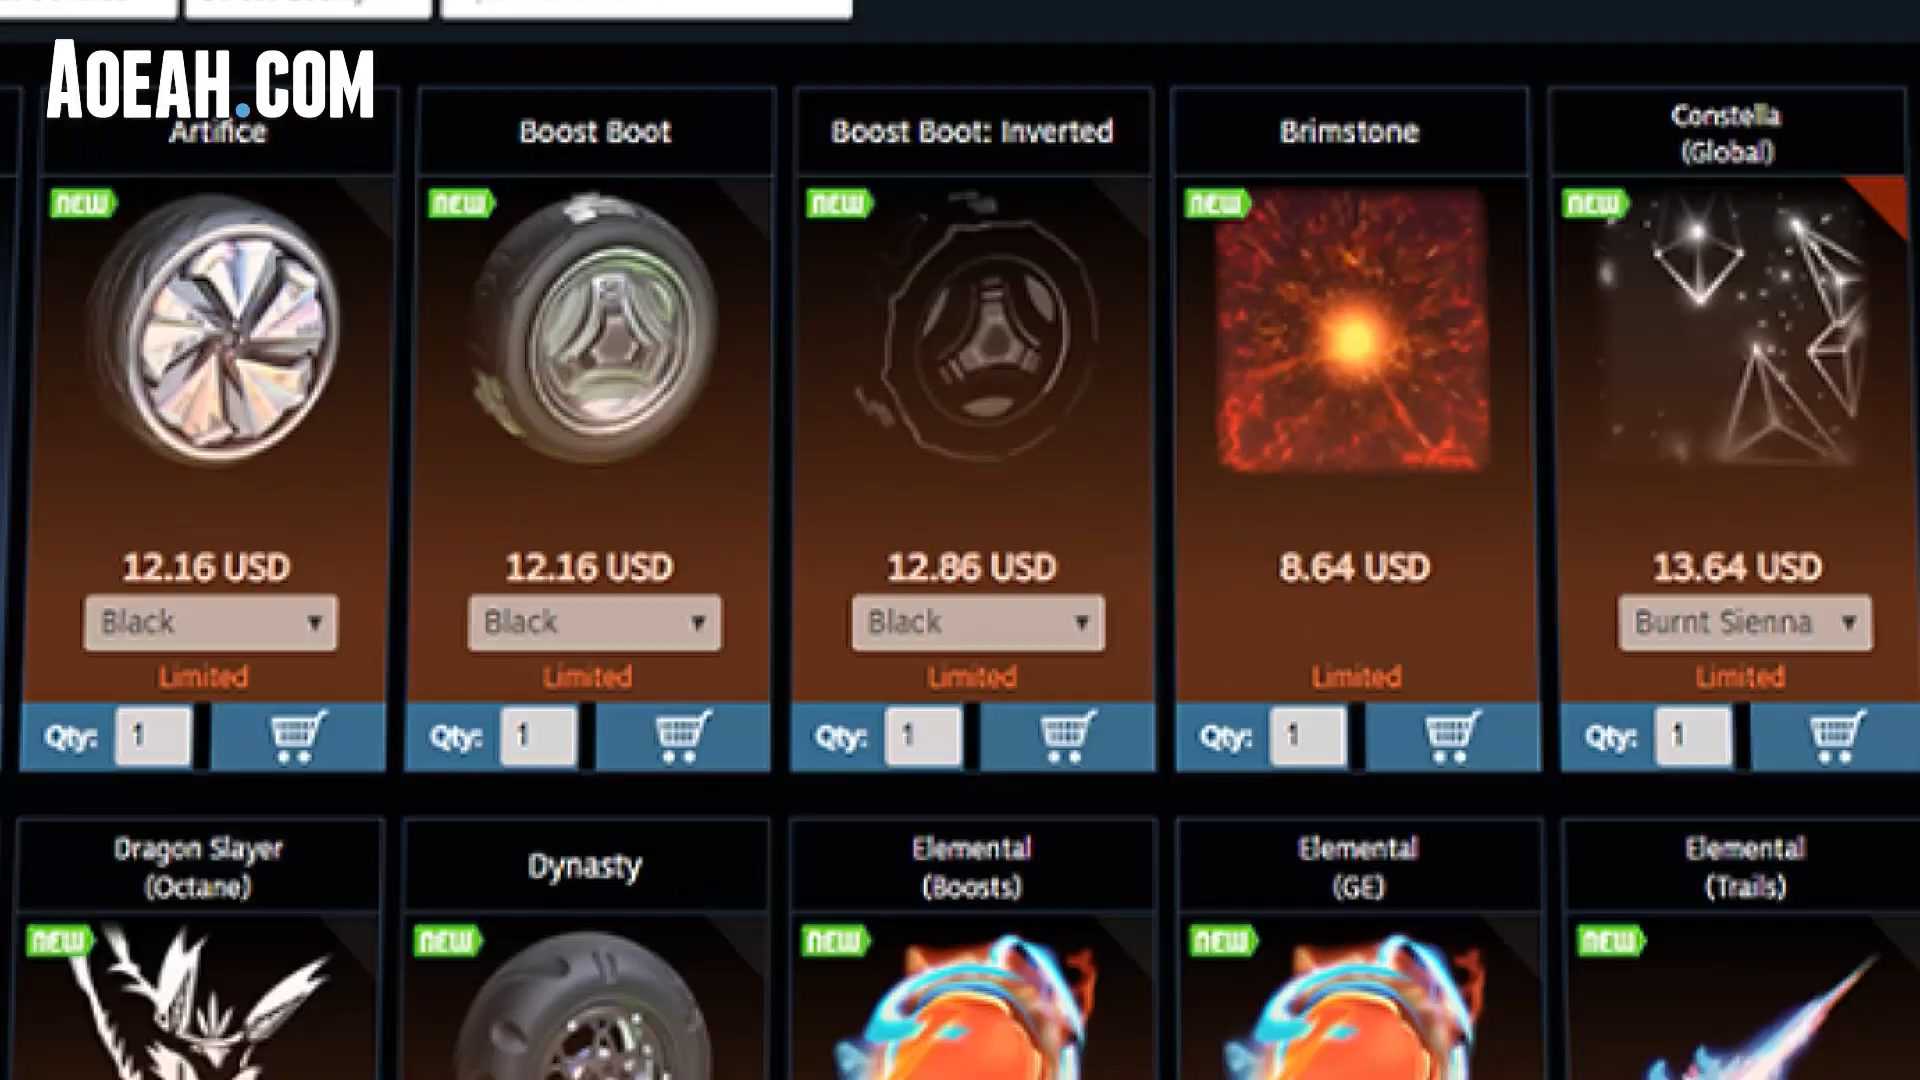 AOEAH.COM
Artifice
Boost Boot
Boost Boot: Inverted
Brimstone
Constella
(Global)
NEW
NEW
NEW
NEW
NEW
12.16 USD
12.16 USD
12.86 USD
8.64 USD
13.64 USD
Black ▼
Black ▼
Black ▼
Burnt Sienna ▼
Limited
Limited
Limited
Limited
Limited
Qty: 1
Qty: 1
Qty: 1
Qty: 1
Qty: 1
Dragon Slayer
(Octane)
Dynasty
Elemental
(Boosts)
Elemental
(GE)
Elemental
(Trails)
NEW
NEW
NEW
NEW
NEW